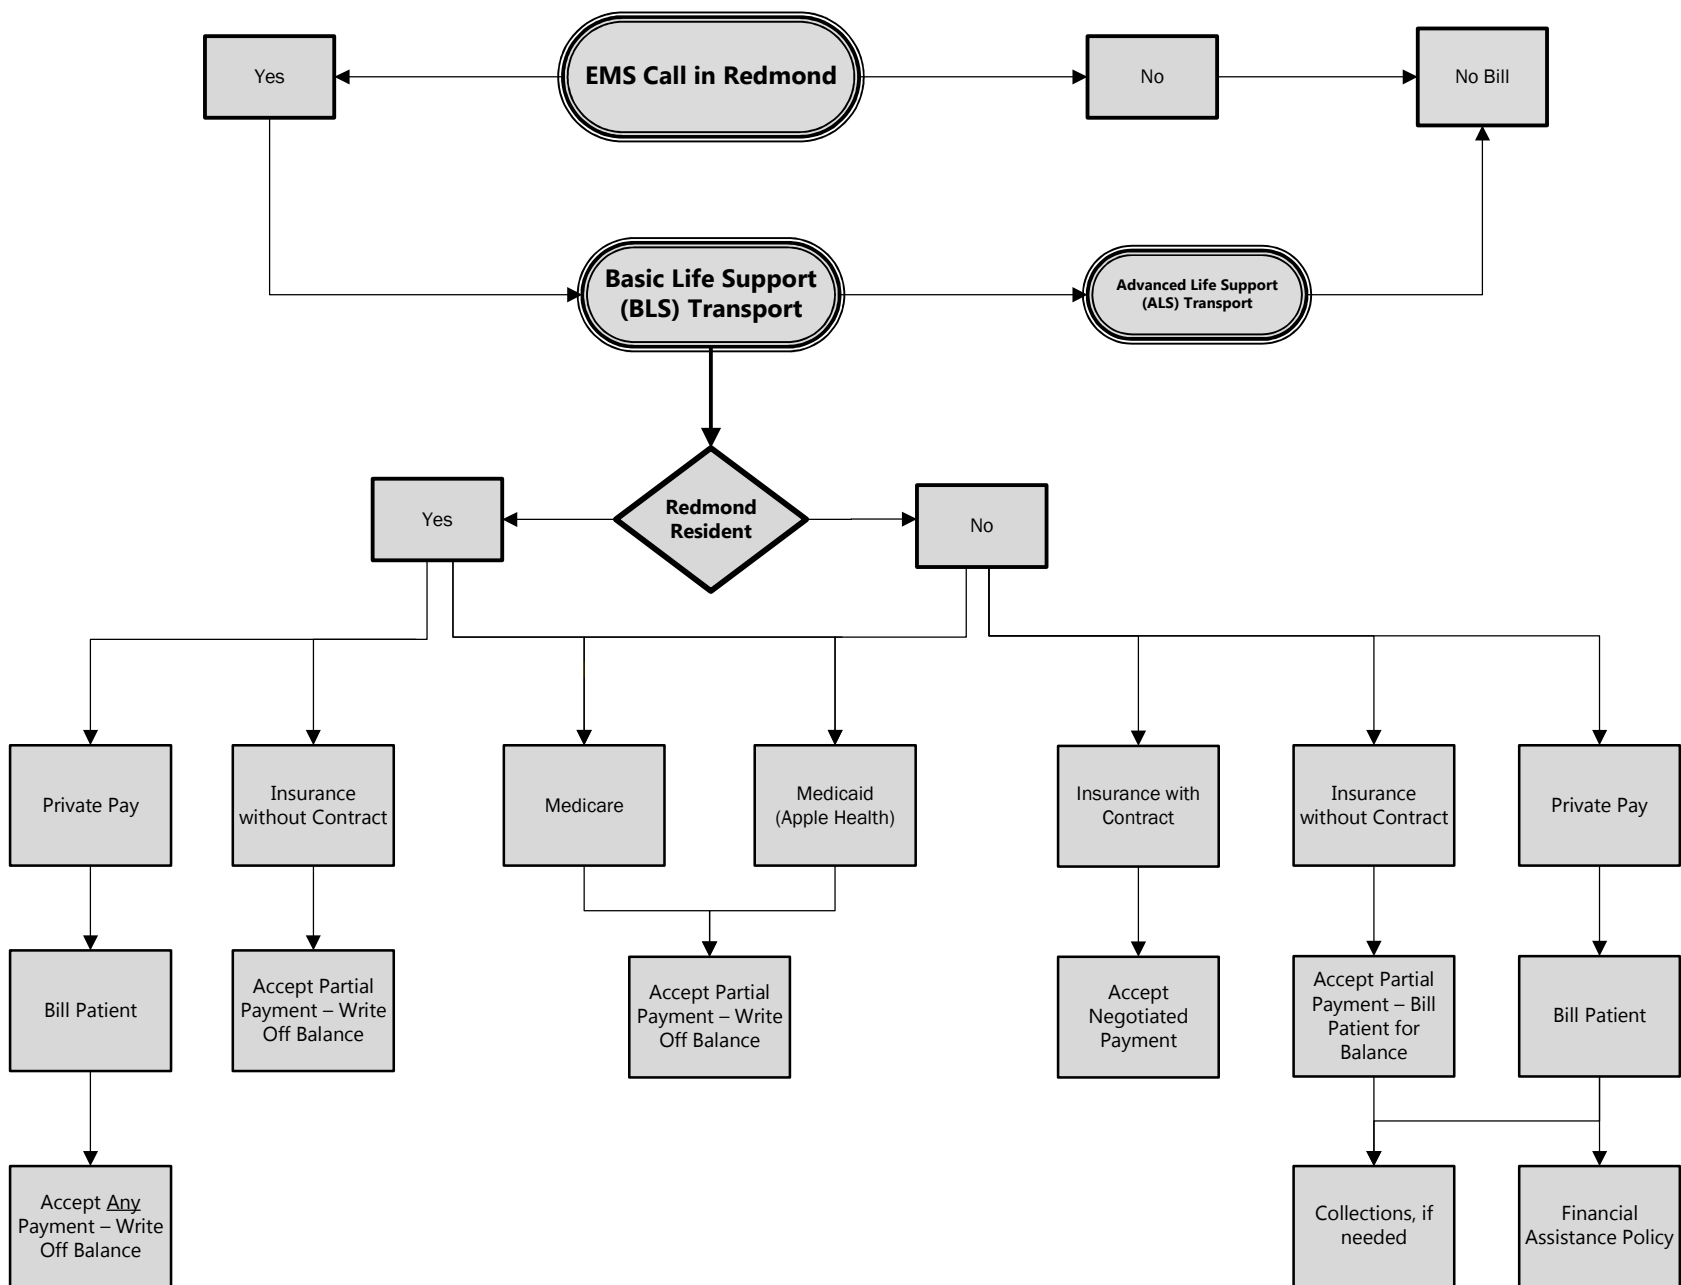 Yes
EMS Call in Redmond
No
No Bill
Basic Life Support
(BLS) Transport
Advanced Life Support
(ALS) Transport
Redmond
Resident
Yes
No
Private Pay
Insurance
without Contract
Medicare
Medicaid
(Apple Health)
Insurance with
Contract
Insurance
without Contract
Private Pay
Bill Patient
Accept Partial
Payment – Write
Off Balance
Accept Partial
Payment – Write
Off Balance
Accept
Negotiated
Payment
Accept Partial
Payment – Bill
Patient for
Balance
Bill Patient
Accept Any
Payment – Write
Off Balance
Collections, if
needed
Financial
Assistance Policy